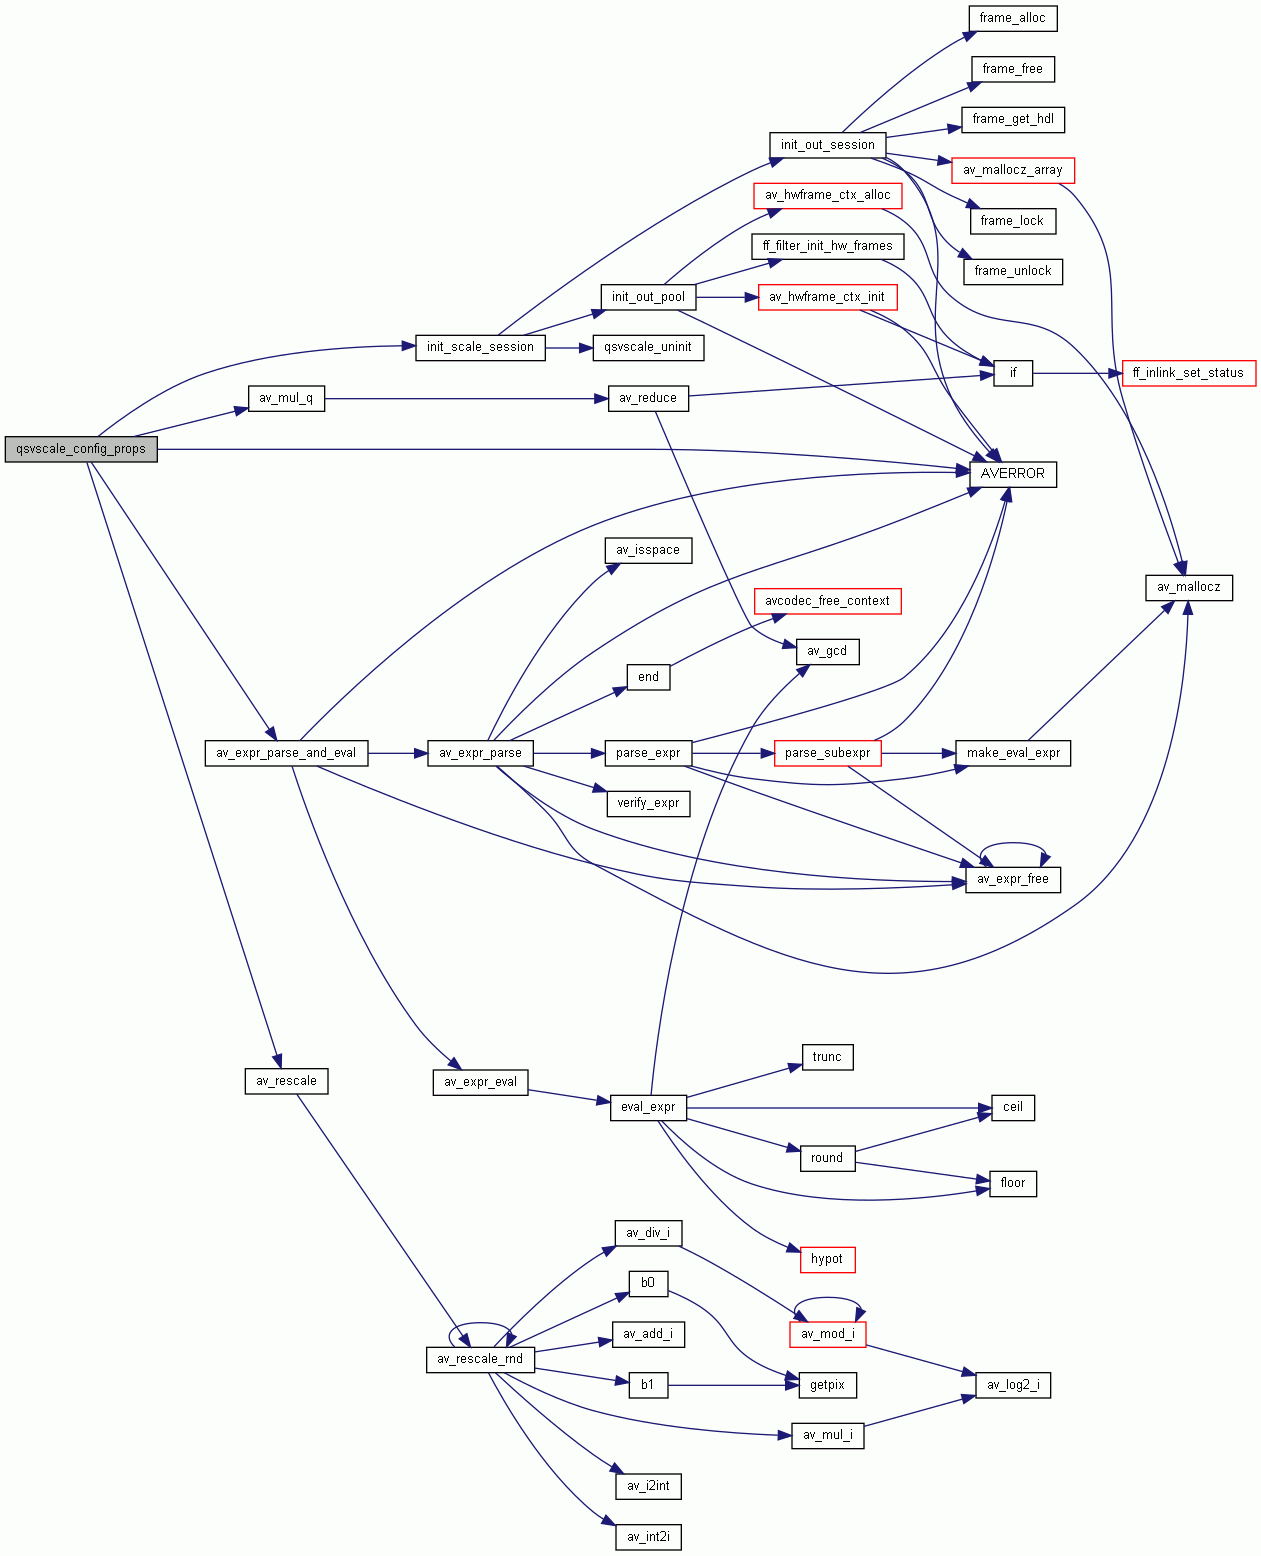 frame_alloc
frame_free
frame_get_hdl
init_out_session
av_mallocz_array
av_hwframe_ctx_alloc
frame_lock
ff_filter_init_hw_frames
frame_unlock
init_out_pool
av_hwframe_ctx_init
init_scale_session
qsvscale_uninit
if
ff_inlink_set_status
av_mul_q
av_reduce
qsvscale_config_props
AVERROR
av_isspace
av_mallocz
avcodec_free_context
av_gcd
end
av_expr_parse_and_eval
av_expr_parse
parse_expr
parse_subexpr
make_eval_expr
verify_expr
av_expr_free
trunc
av_rescale
av_expr_eval
eval_expr
ceil
round
floor
av_div_i
hypot
b0
av_add_i
av_mod_i
av_rescale_rnd
b1
getpix
av_log2_i
av_mul_i
av_i2int
av_int2i